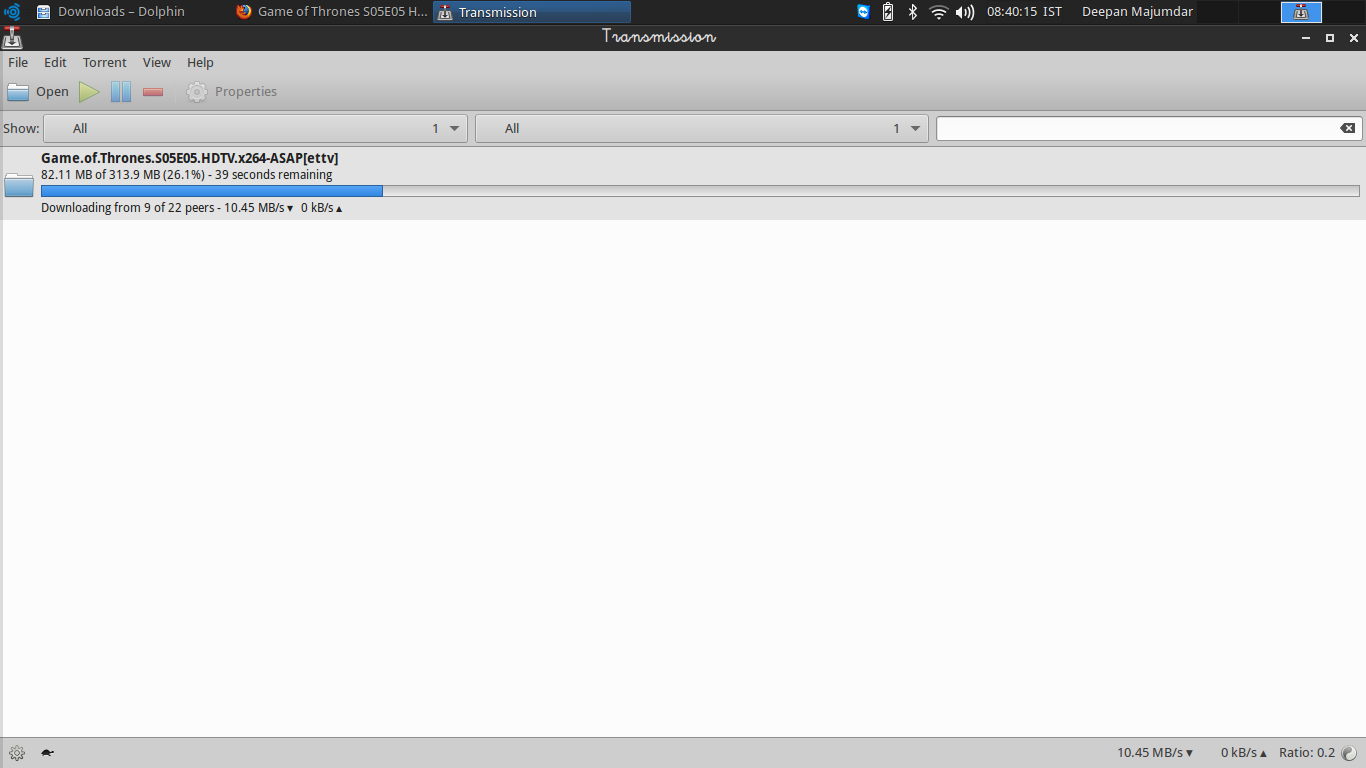 Downloads – Dolphin Game of Thrones S05E05 H... Transmission 08:40:15 IST Deepan Majumdar
Transmission
File Edit Torrent View Help
Open Properties
Show: All 1 All 1
Game.of.Thrones.S05E05.HDTV.x264-ASAP[ettv]
82.11 MB of 313.9 MB (26.1%) - 39 seconds remaining
Downloading from 9 of 22 peers - 10.45 MB/s▾ 0 kB/s▴
10.45 MB/s▾ 0 kB/s▴ Ratio: 0.2